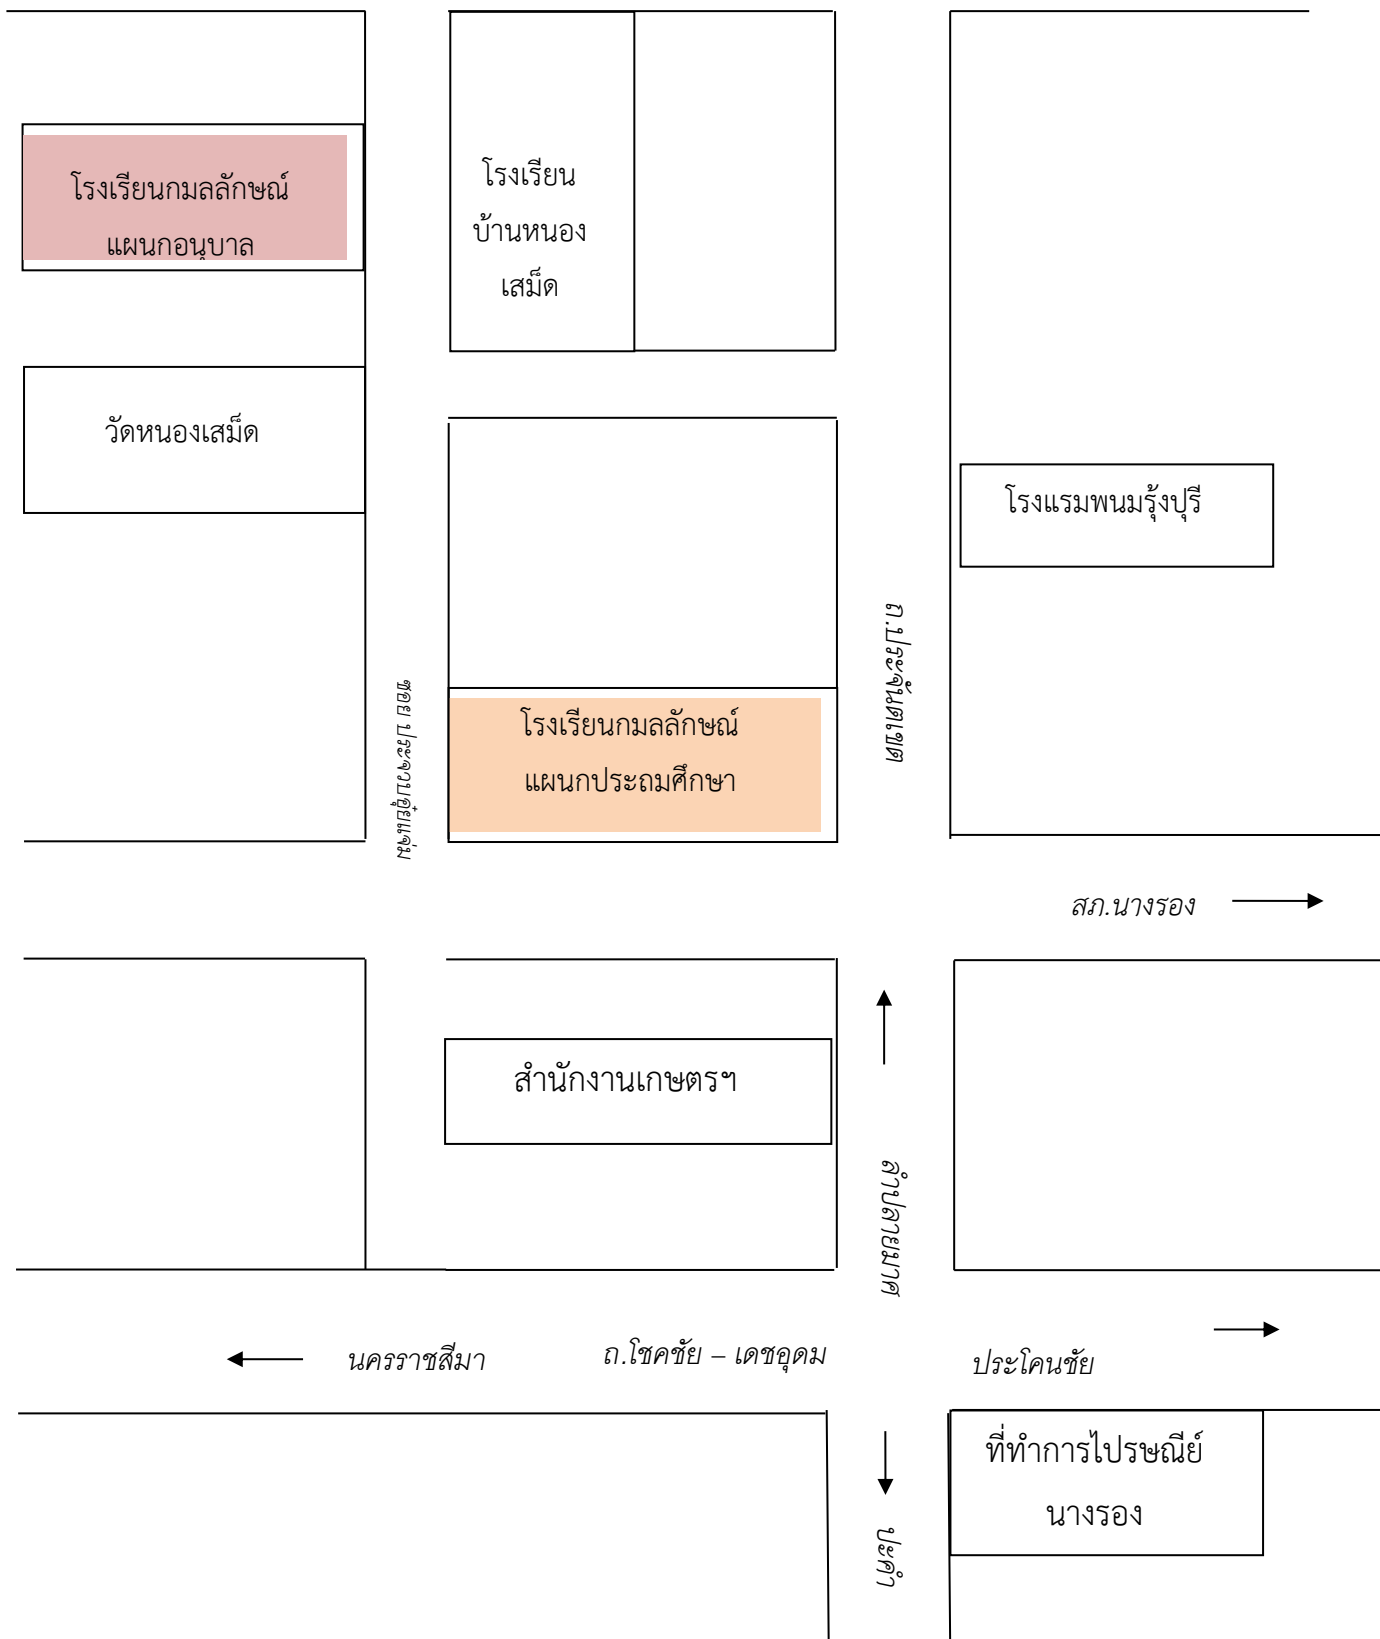 โรงเรียนกมลลักษณ์
แผนกอนุบาล
โรงเรียน
บ้านหนอง
เสม็ด
วัดหนองเสม็ด
โรงแรมพนมรุ้งปุรี
ถ.ประจันตเขต
ซอย ประจวบอุ๋ยแจ่ม
โรงเรียนกมลลักษณ์
แผนกประถมศึกษา
สภ.นางรอง
สำนักงานเกษตรฯ
ลำปลายมาศ
นครราชสีมา
ถ.โชคชัย – เดชอุดม
ประโคนชัย
ที่ทำการไปรษณีย์
นางรอง
ปะคำ